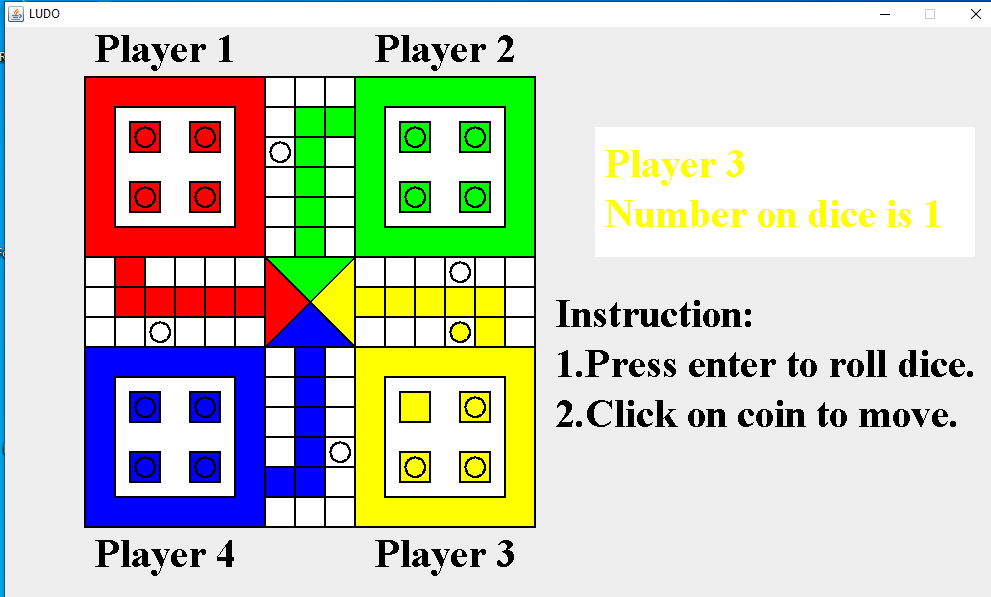 LUDO
Player 1
Player 2
Player 3
Number on dice is 1
Instruction:
1.Press enter to roll dice.
2.Click on coin to move.
Player 4
Player 3